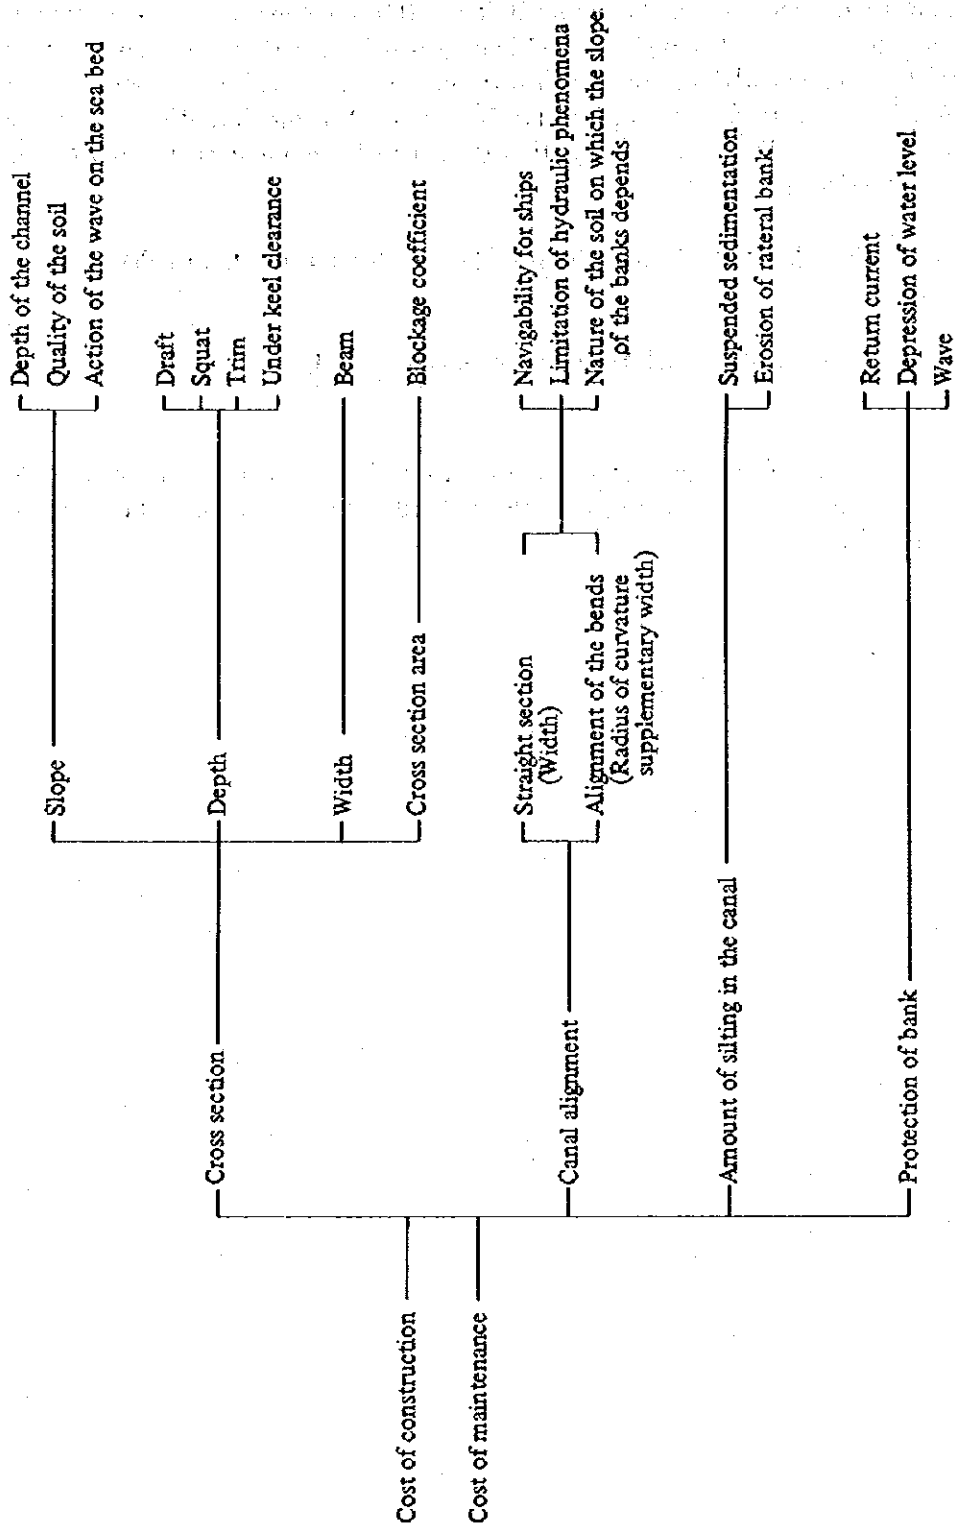 Cost of construction
Cost of maintenance
Cross section
Slope
Depth of the channel
Quality of the soil
Action of the wave on the sea bed
Depth
Draft
Squat
Trim
Under keel clearance
Width
Beam
Cross section area
Blockage coefficient
Canal alignment
Straight section
(Width)
Alignment of the bends
(Radius of curvature
supplementary width)
Navigability for ships
Limitation of hydraulic phenomena
Nature of the soil on which the slope
of the banks depends
Amount of silting in the canal
Suspended sedimentation
Erosion of rateral bank
Protection of bank
Return current
Depression of water level
Wave